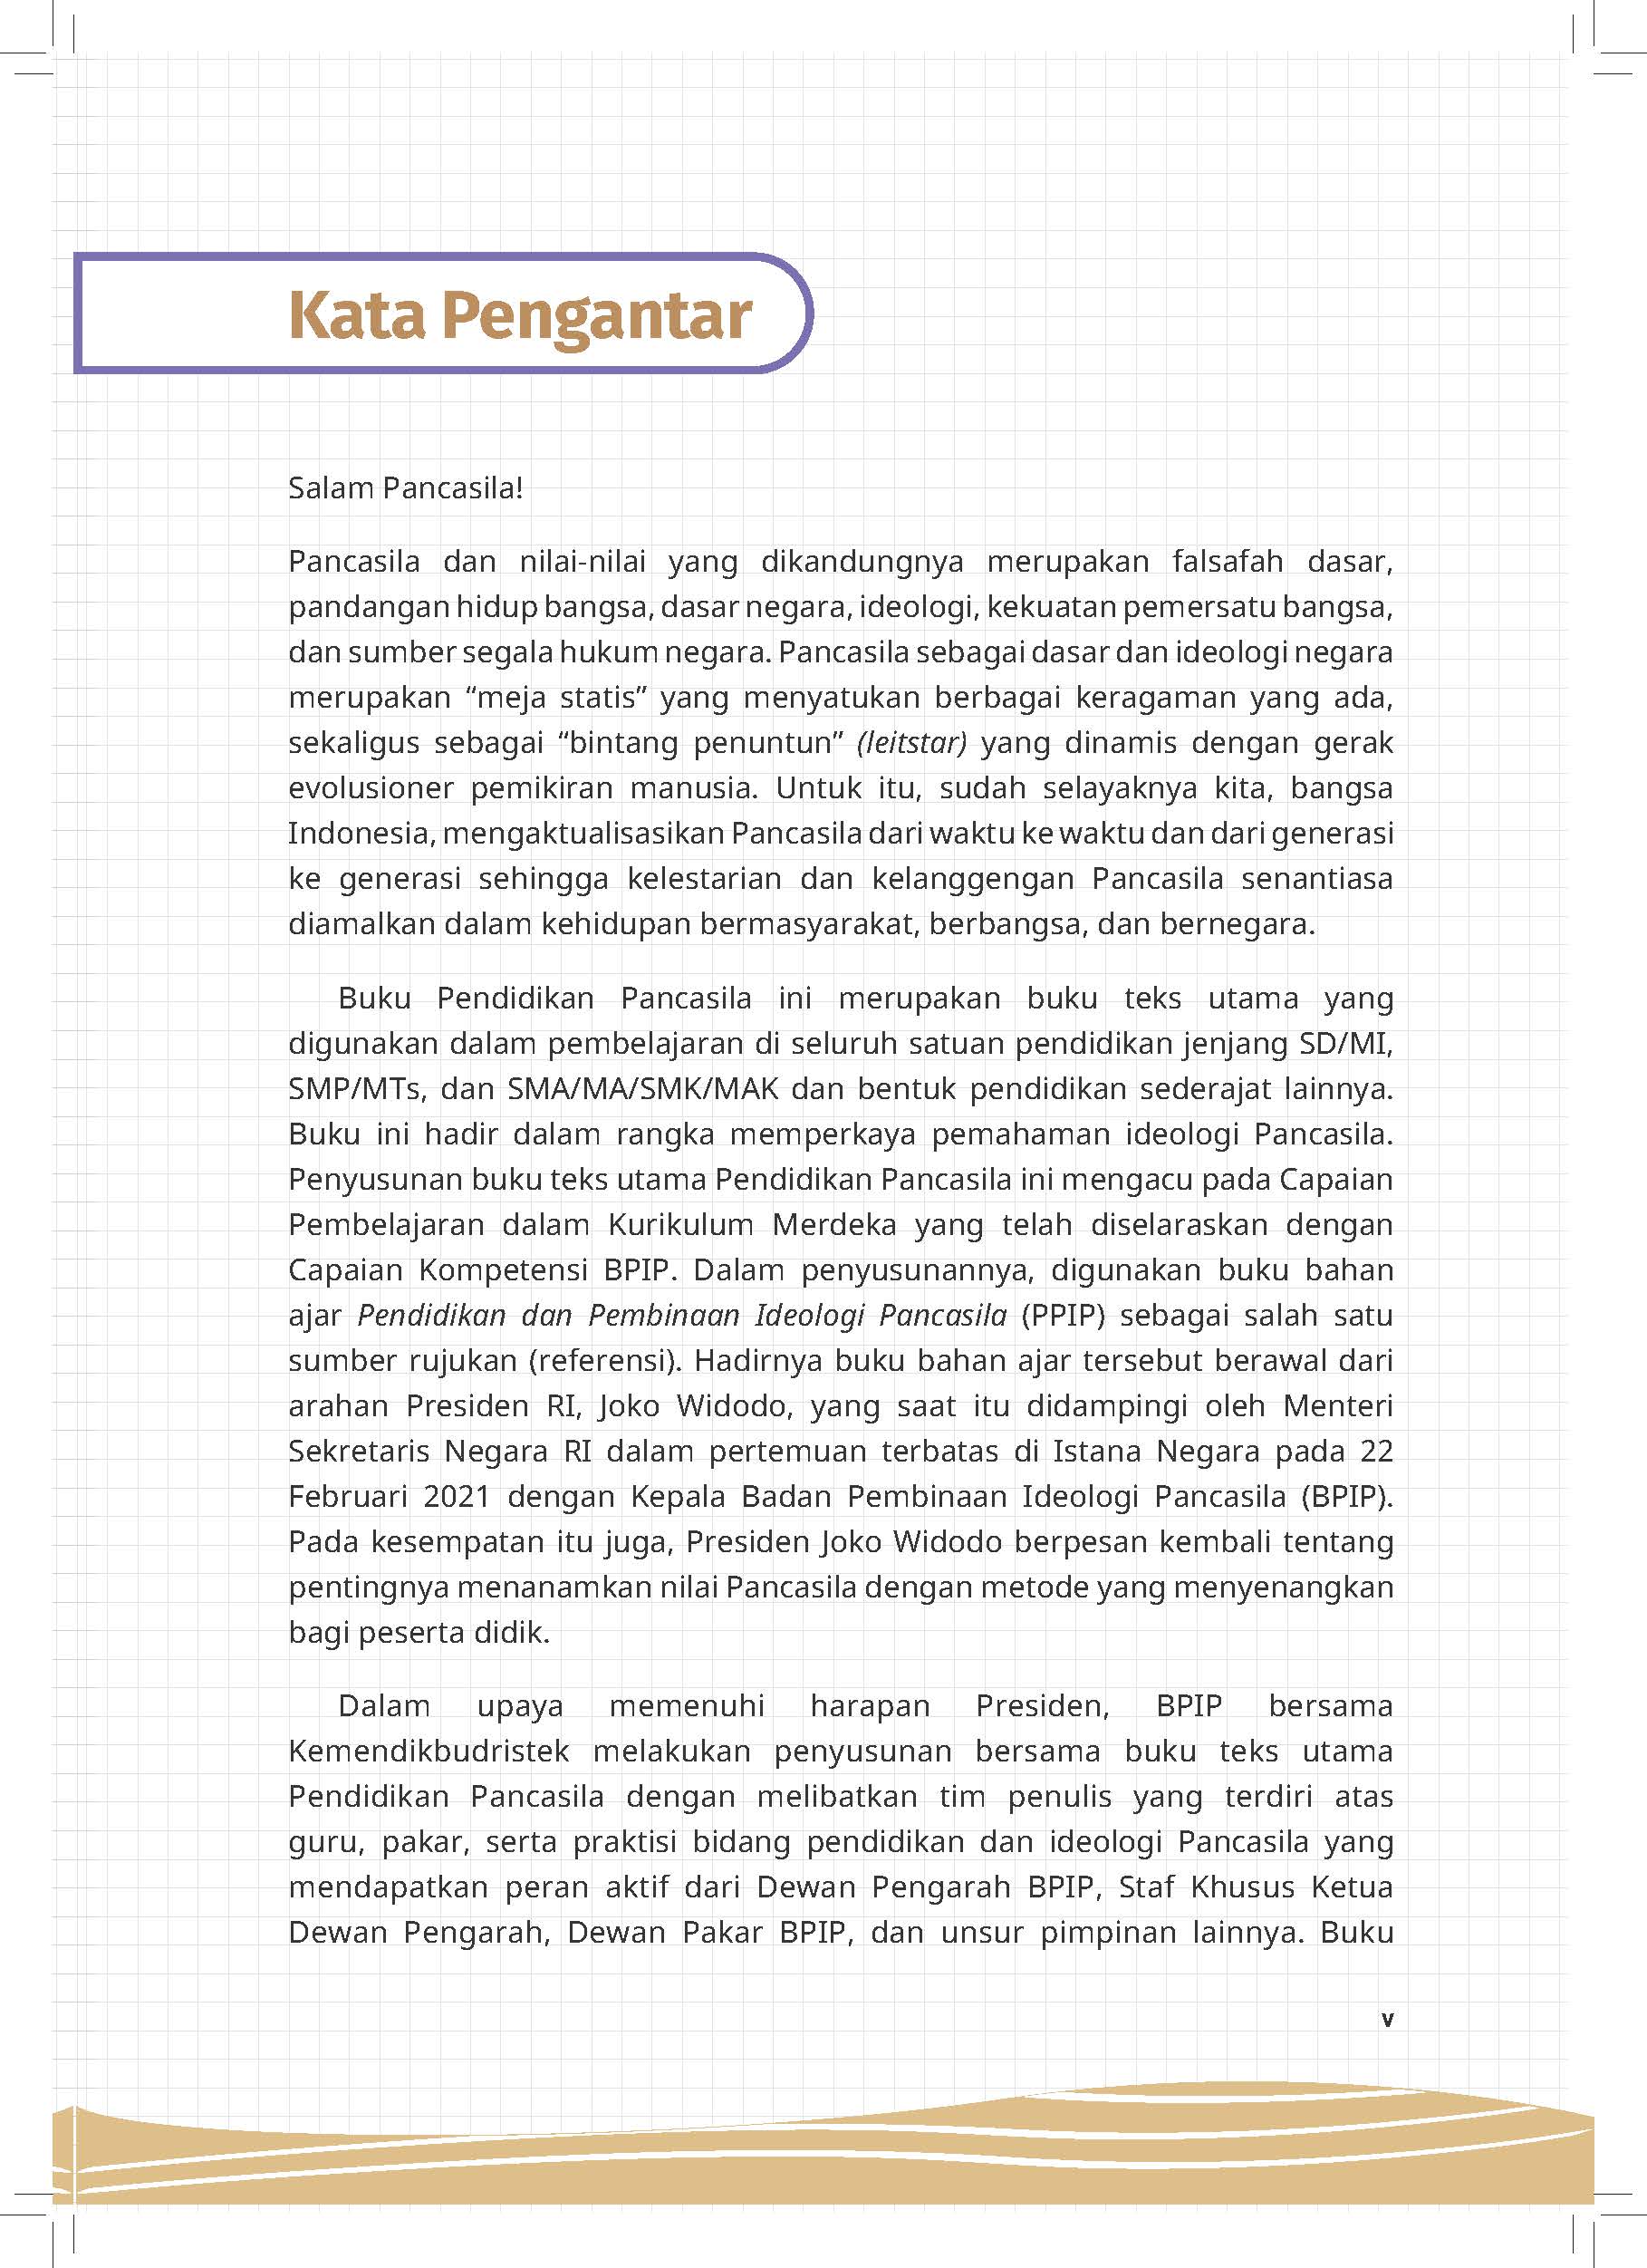 Kata Pengantar
Salam Pancasila!
Pancasila dan nilai-nilai yang dikandungnya merupakan falsafah dasar,
pandangan hidup bangsa, dasar negara, ideologi, kekuatan pemersatu bangsa,
dan sumber segala hukum negara. Pancasila sebagai dasar dan ideologi negara
merupakan “meja statis” yang menyatukan berbagai keragaman yang ada,
sekaligus sebagai “bintang penuntun” (leitstar) yang dinamis dengan gerak
evolusioner pemikiran manusia. Untuk itu, sudah selayaknya kita, bangsa
Indonesia, mengaktualisasikan Pancasila dari waktu ke waktu dan dari generasi
ke generasi sehingga kelestarian dan kelanggengan Pancasila senantiasa
diamalkan dalam kehidupan bermasyarakat, berbangsa, dan bernegara.
Buku Pendidikan Pancasila ini merupakan buku teks utama yang
digunakan dalam pembelajaran di seluruh satuan pendidikan jenjang SD/MI,
SMP/MTs, dan SMA/MA/SMK/MAK dan bentuk pendidikan sederajat lainnya.
Buku ini hadir dalam rangka memperkaya pemahaman ideologi Pancasila.
Penyusunan buku teks utama Pendidikan Pancasila ini mengacu pada Capaian
Pembelajaran dalam Kurikulum Merdeka yang telah diselaraskan dengan
Capaian Kompetensi BPIP. Dalam penyusunannya, digunakan buku bahan
ajar Pendidikan dan Pembinaan Ideologi Pancasila (PPIP) sebagai salah satu
sumber rujukan (referensi). Hadirnya buku bahan ajar tersebut berawal dari
arahan Presiden RI, Joko Widodo, yang saat itu didampingi oleh Menteri
Sekretaris Negara RI dalam pertemuan terbatas di Istana Negara pada 22
Februari 2021 dengan Kepala Badan Pembinaan Ideologi Pancasila (BPIP).
Pada kesempatan itu juga, Presiden Joko Widodo berpesan kembali tentang
pentingnya menanamkan nilai Pancasila dengan metode yang menyenangkan
bagi peserta didik.
Dalam upaya memenuhi harapan Presiden, BPIP bersama
Kemendikbudristek melakukan penyusunan bersama buku teks utama
Pendidikan Pancasila dengan melibatkan tim penulis yang terdiri atas
guru, pakar, serta praktisi bidang pendidikan dan ideologi Pancasila yang
mendapatkan peran aktif dari Dewan Pengarah BPIP, Staf Khusus Ketua
Dewan Pengarah, Dewan Pakar BPIP, dan unsur pimpinan lainnya. Buku
v